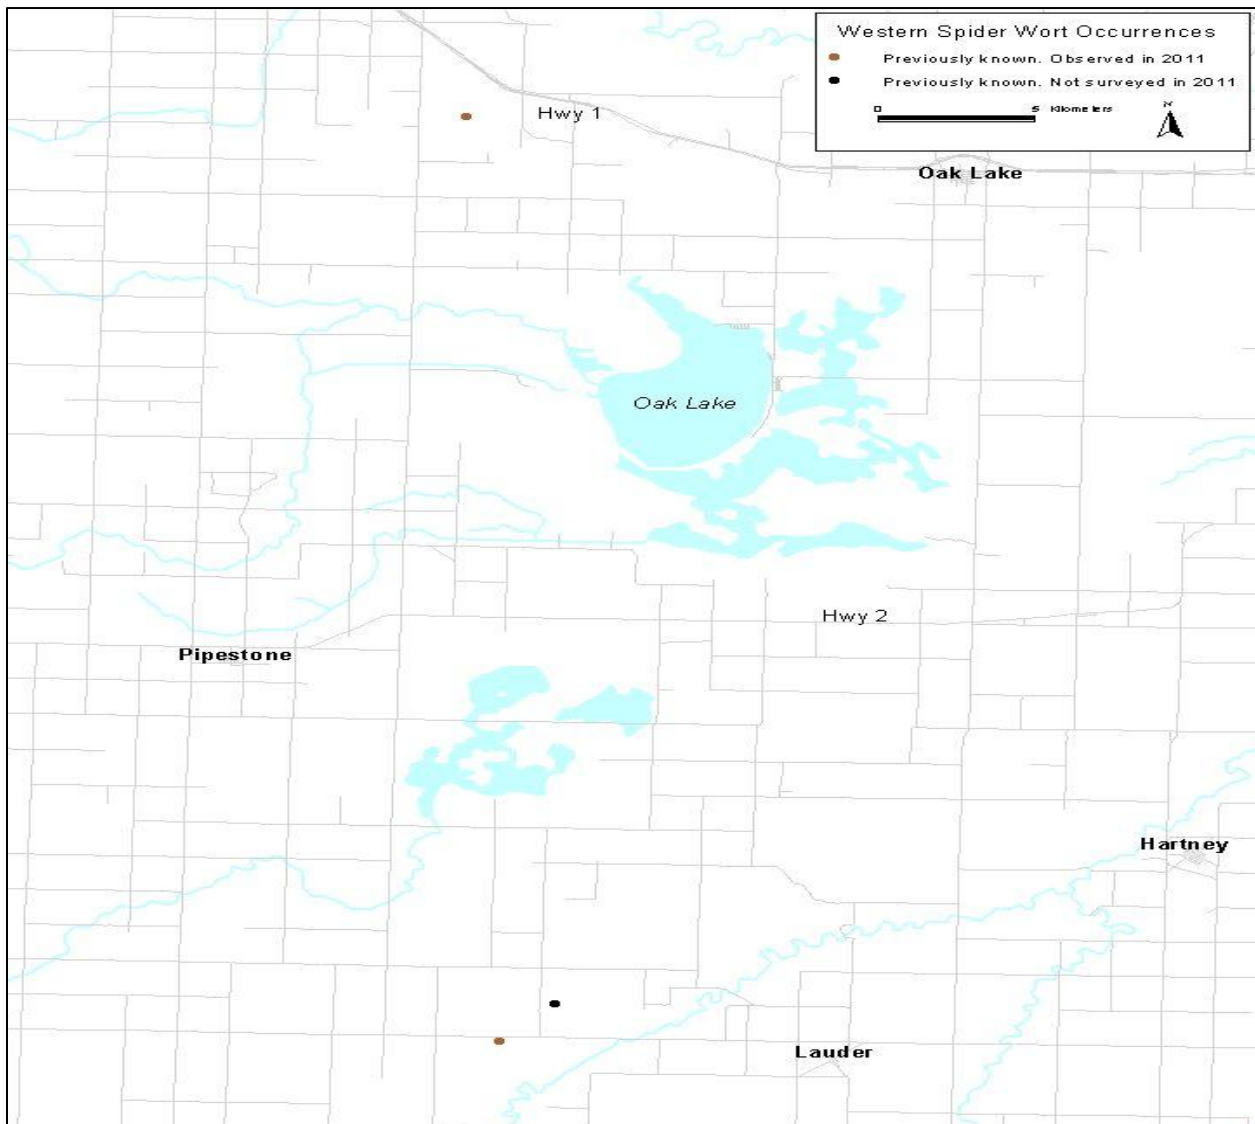 Western Spider Wort Occurrences
Previously known. Observed in 2011
Previously known. Not surveyed in 2011
0 5 Kilometers
N
Hwy 1
Oak Lake
Oak Lake
Hwy 2
Pipestone
Hartney
Lauder